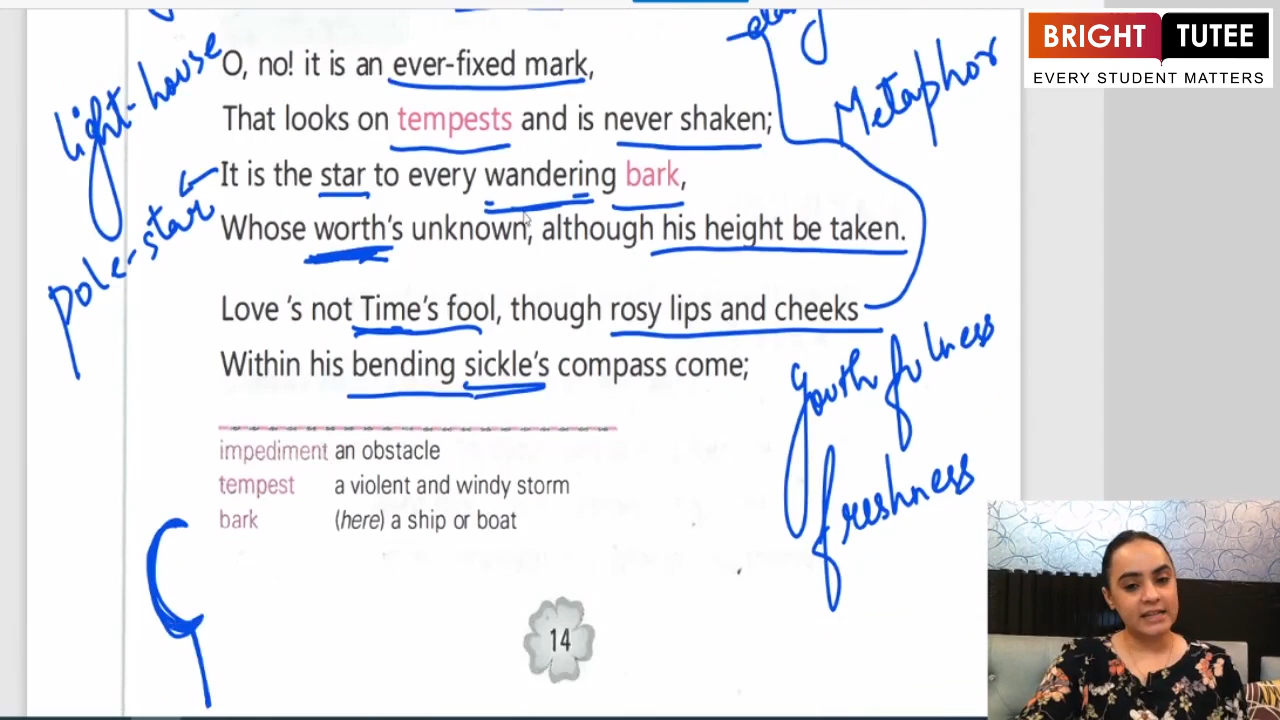 BRIGHT TUTEE
EVERY STUDENT MATTERS
O, no! it is an ever-fixed mark,
That looks on tempests and is never shaken;
It is the star to every wandering bark,
Whose worth's unknown, although his height be taken.
Love 's not Time's fool, though rosy lips and cheeks
Within his bending sickle's compass come;
impediment an obstacle
tempest a violent and windy storm
bark (here) a ship or boat
14
light-house
pole-star
Metaphor
youthfulness
freshness